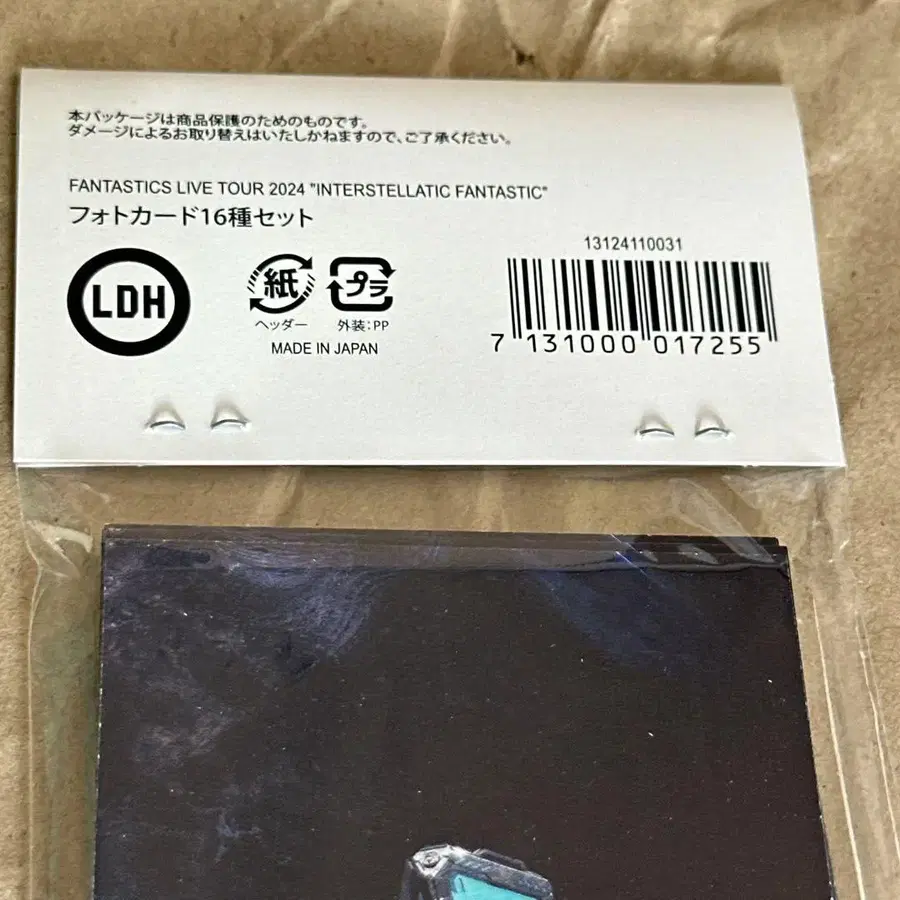 本パッケージは商品保護のためのものです。
ダメージによるお取り替えはいたしかねますので、ご了承ください。
FANTASTICS LIVE TOUR 2024 "INTERSTELLATIC FANTASTIC"
フォトカード16種セット
LDH
紙
プラ
ヘッダー
外装:PP
MADE IN JAPAN
13124110031
7 131000 017255